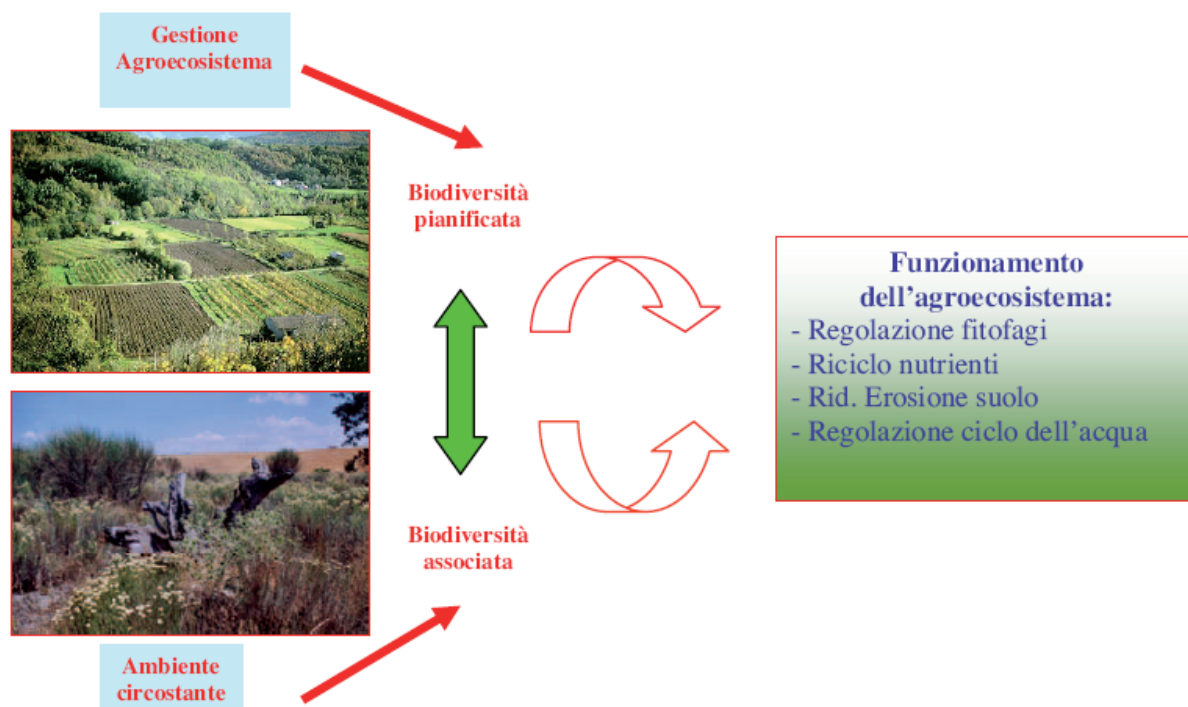 Gestione
Agroecosistema
Biodiversità
pianificata
Funzionamento
dell’agroecosistema:
- Regolazione fitofagi
- Riciclo nutrienti
- Rid. Erosione suolo
- Regolazione ciclo dell’acqua
Biodiversità
associata
Ambiente
circostante